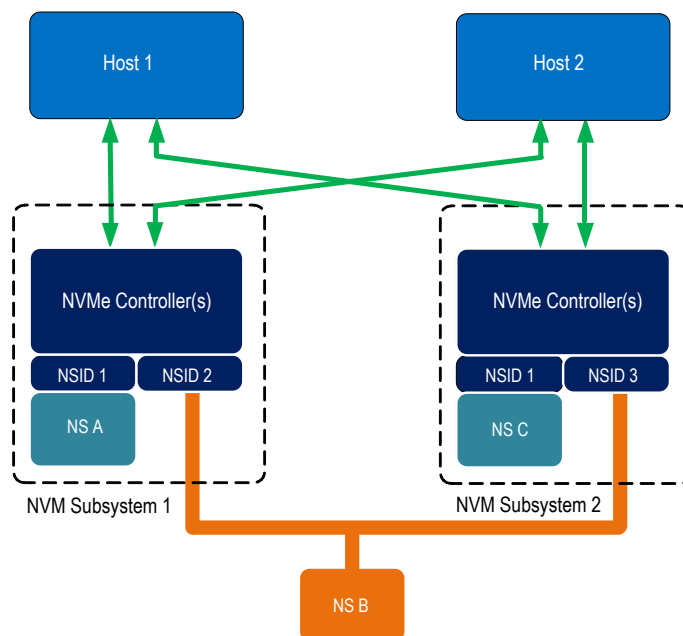 Host 1
Host 2
NVMe Controller(s)
NVMe Controller(s)
NSID 1
NSID 2
NSID 1
NSID 3
NS A
NS C
NVM Subsystem 1
NVM Subsystem 2
NS B